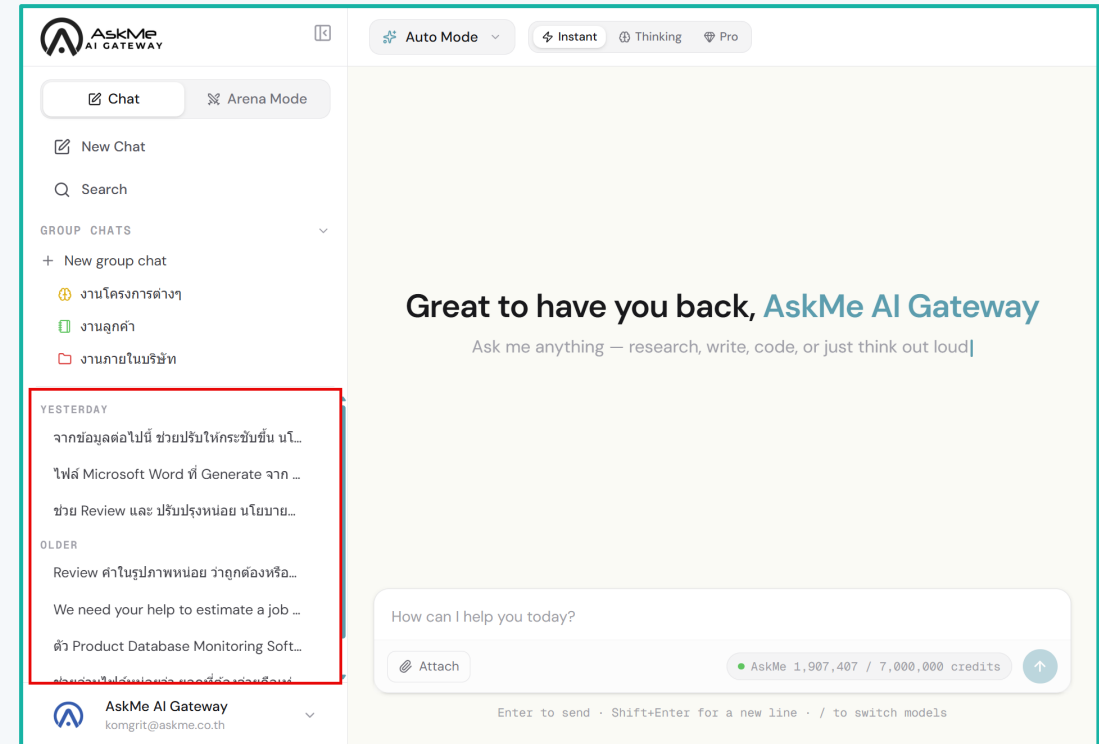 AskMe
AI GATEWAY
Auto Mode
Instant
Thinking
Pro
Chat
Arena Mode
New Chat
Search
GROUP CHATS
New group chat
งานโครงการต่างๆ
งานลูกค้า
งานภายในบริษัท
Great to have you back, AskMe AI Gateway
Ask me anything — research, write, code, or just think out loud
YESTERDAY
จากข้อมูลต่อไปนี้ ช่วยปรับให้กระชับขึ้น นโ...
ไฟล์ Microsoft Word ที่ Generate จาก ...
ช่วย Review และ ปรับปรุงหน่อย นโยบาย...
OLDER
Review คำในรูปภาพหน่อย ว่าถูกต้องหรือ...
We need your help to estimate a job ...
ตัว Product Database Monitoring Soft...
How can I help you today?
Attach
AskMe 1,907,407 / 7,000,000 credits
AskMe AI Gateway
komgrit@askme.co.th
Enter to send · Shift+Enter for a new line · / to switch models